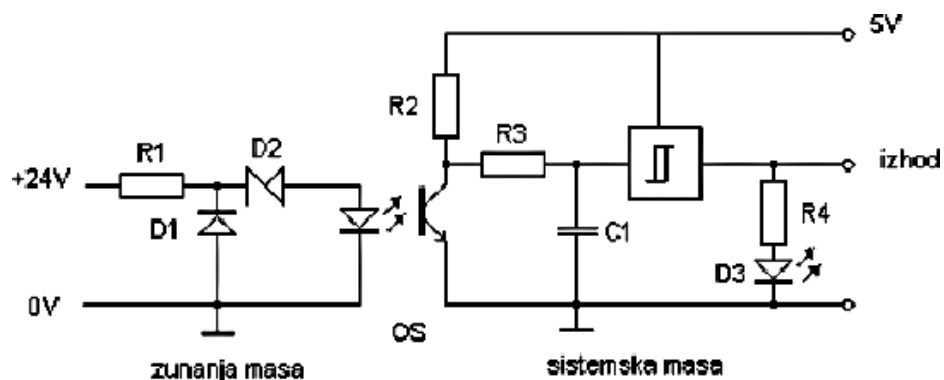 5V
R2
R3
D2
R1
izhod
+24V
R4
D1
C1
D3
0V
OS
zunanja masa
sistemska masa